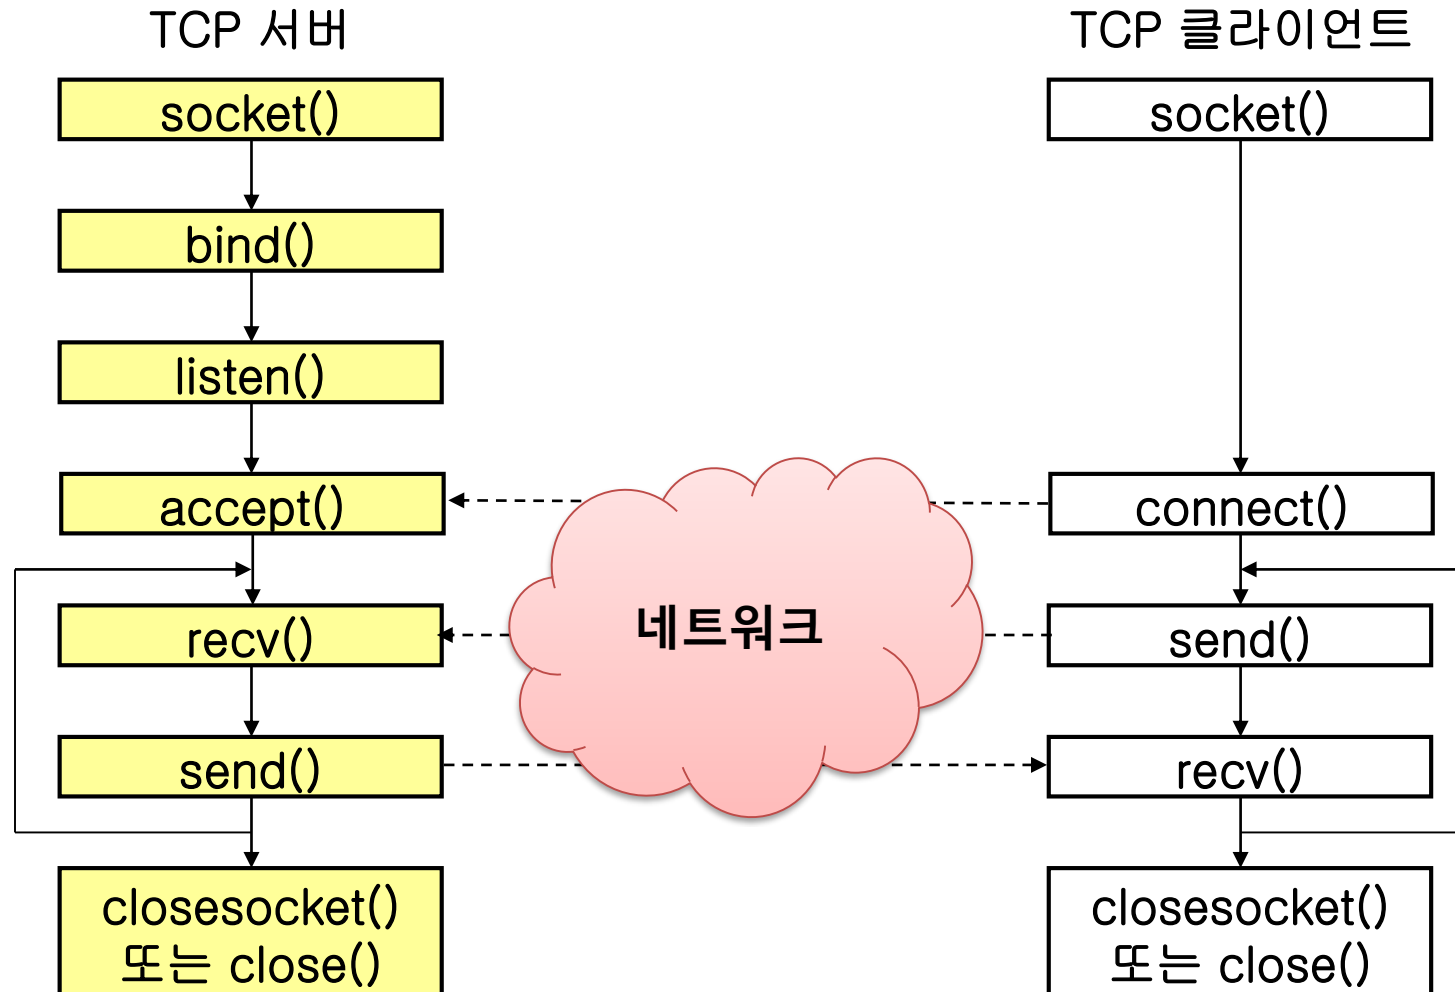 TCP 서버
socket()
bind()
listen()
accept()
recv()
send()
closesocket()
또는 close()
네트워크
TCP 클라이언트
socket()
connect()
send()
recv()
closesocket()
또는 close()